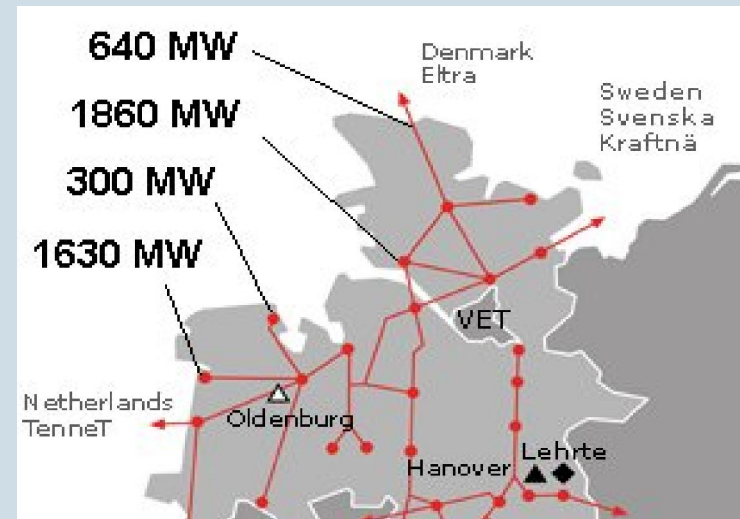 640 MW
1860 MW
300 MW
1630 MW
Denmark
Eltra
Sweden
Svenska
Kraftnä
VET
Netherlands
TenneT
Oldenburg
Hanover
Lehrte